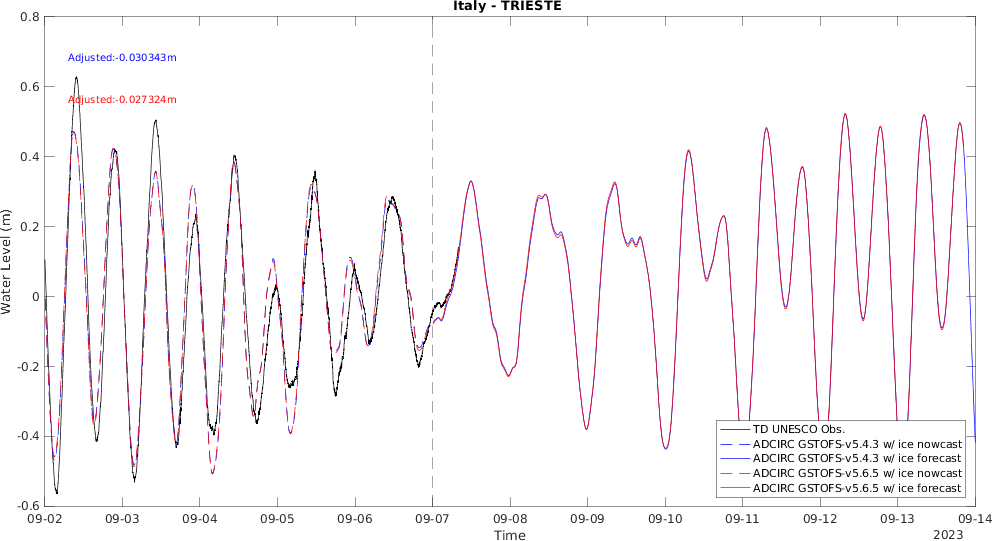 Italy - TRIESTE
0.8
0.6
0.4
0.2
0
-0.2
-0.4
-0.6
Water Level (m)
Adjusted:-0.030343m
Adjusted:-0.027324m
TD UNESCO Obs.
ADCIRC GSTOFS-v5.4.3 w/ ice nowcast
ADCIRC GSTOFS-v5.4.3 w/ ice forecast
ADCIRC GSTOFS-v5.6.5 w/ ice nowcast
ADCIRC GSTOFS-v5.6.5 w/ ice forecast
09-02 09-03 09-04 09-05 09-06 09-07 09-08 09-09 09-10 09-11 09-12 09-13 09-14
Time
2023